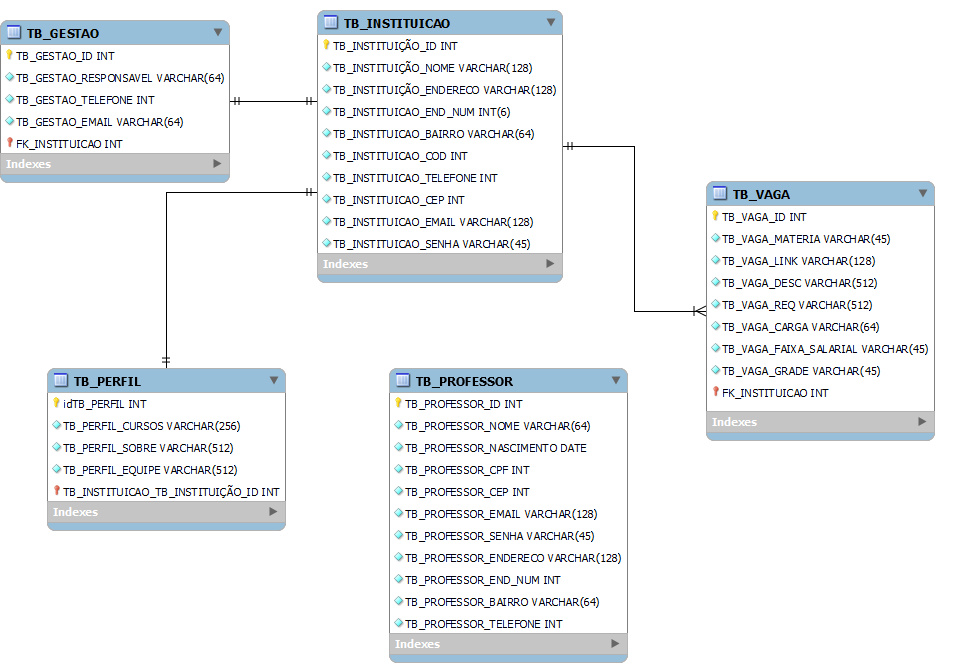 TB_GESTAO
TB_GESTAO_ID INT
TB_GESTAO_RESPONSAVEL VARCHAR(64)
TB_GESTAO_TELEFONE INT
TB_GESTAO_EMAIL VARCHAR(64)
FK_INSTITUICAO INT
Indexes
TB_INSTITUICAO
TB_INSTITUIÇÃO_ID INT
TB_INSTITUIÇÃO_NOME VARCHAR(128)
TB_INSTITUIÇÃO_ENDERECO VARCHAR(128)
TB_INSTITUICAO_END_NUM INT(6)
TB_INSTITUICAO_BAIRRO VARCHAR(64)
TB_INSTITUICAO_COD INT
TB_INSTITUICAO_TELEFONE INT
TB_INSTITUICAO_CEP INT
TB_INSTITUICAO_EMAIL VARCHAR(128)
TB_INSTITUICAO_SENHA VARCHAR(45)
Indexes
TB_VAGA
TB_VAGA_ID INT
TB_VAGA_MATERIA VARCHAR(45)
TB_VAGA_LINK VARCHAR(128)
TB_VAGA_DESC VARCHAR(512)
TB_VAGA_REQ VARCHAR(512)
TB_VAGA_CARGA VARCHAR(64)
TB_VAGA_FAIXA_SALARIAL VARCHAR(45)
TB_VAGA_GRADE VARCHAR(45)
FK_INSTITUICAO INT
Indexes
TB_PERFIL
idTB_PERFIL INT
TB_PERFIL_CURSOS VARCHAR(256)
TB_PERFIL_SOBRE VARCHAR(512)
TB_PERFIL_EQUIPE VARCHAR(512)
TB_INSTITUICAO_TB_INSTITUIÇÃO_ID INT
Indexes
TB_PROFESSOR
TB_PROFESSOR_ID INT
TB_PROFESSOR_NOME VARCHAR(64)
TB_PROFESSOR_NASCIMENTO DATE
TB_PROFESSOR_CPF INT
TB_PROFESSOR_CEP INT
TB_PROFESSOR_EMAIL VARCHAR(128)
TB_PROFESSOR_SENHA VARCHAR(45)
TB_PROFESSOR_ENDERECO VARCHAR(128)
TB_PROFESSOR_END_NUM INT
TB_PROFESSOR_BAIRRO VARCHAR(64)
TB_PROFESSOR_TELEFONE INT
Indexes